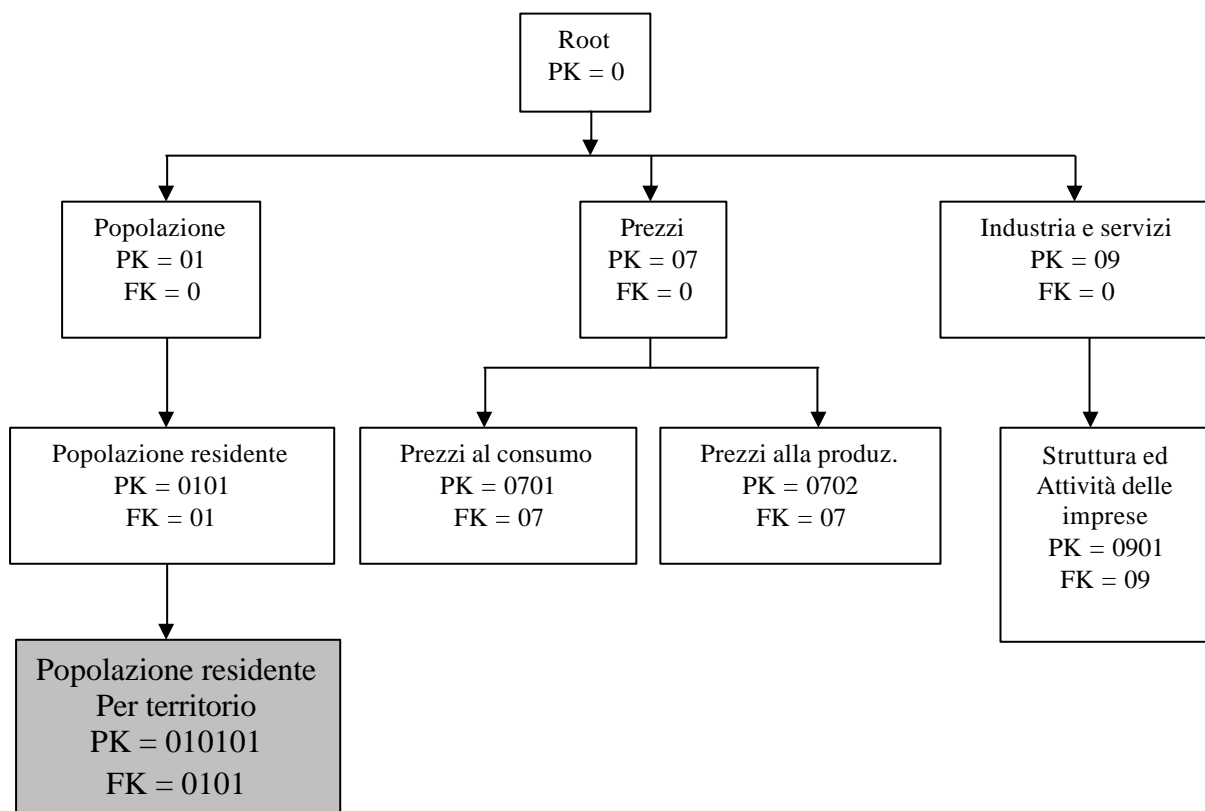 Root
PK = 0
Popolazione
PK = 01
FK = 0
Prezzi
PK = 07
FK = 0
Industria e servizi
PK = 09
FK = 0
Popolazione residente
PK = 0101
FK = 01
Prezzi al consumo
PK = 0701
FK = 07
Prezzi alla produz.
PK = 0702
FK = 07
Struttura ed
Attività delle
imprese
PK = 0901
FK = 09
Popolazione residente
Per territorio
PK = 010101
FK = 0101